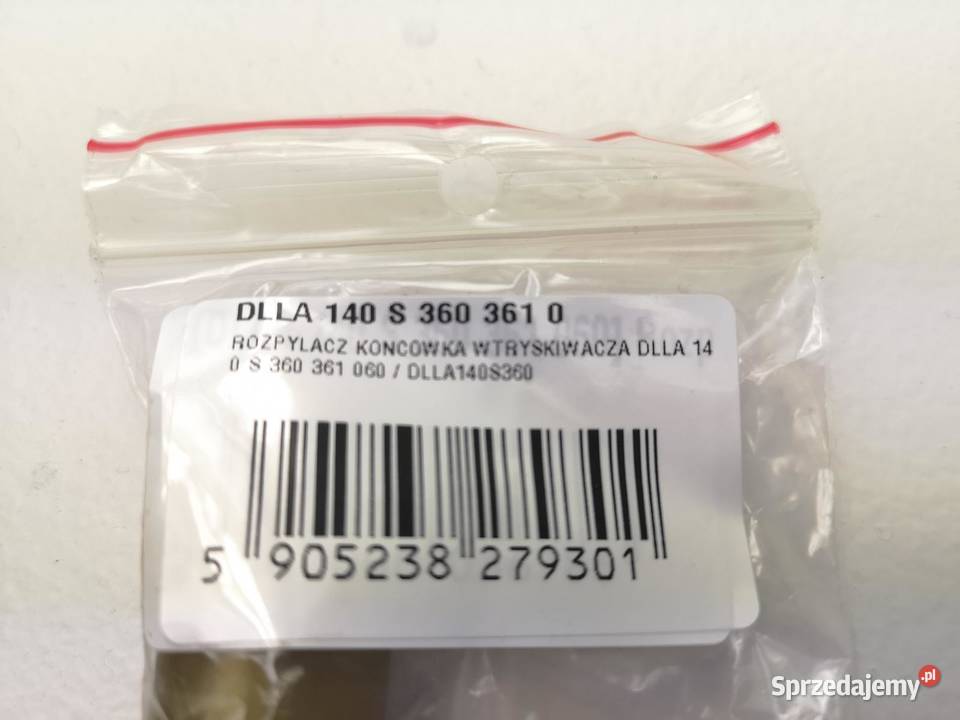 DLLA 140 S 360 361 0
ROZPYLACZ KONCOWKA WTRYSKIWACZA DLLA 14
0 S 360 361 060 / DLLA140S360
5 905238 279301
Sprzedajemy.pl